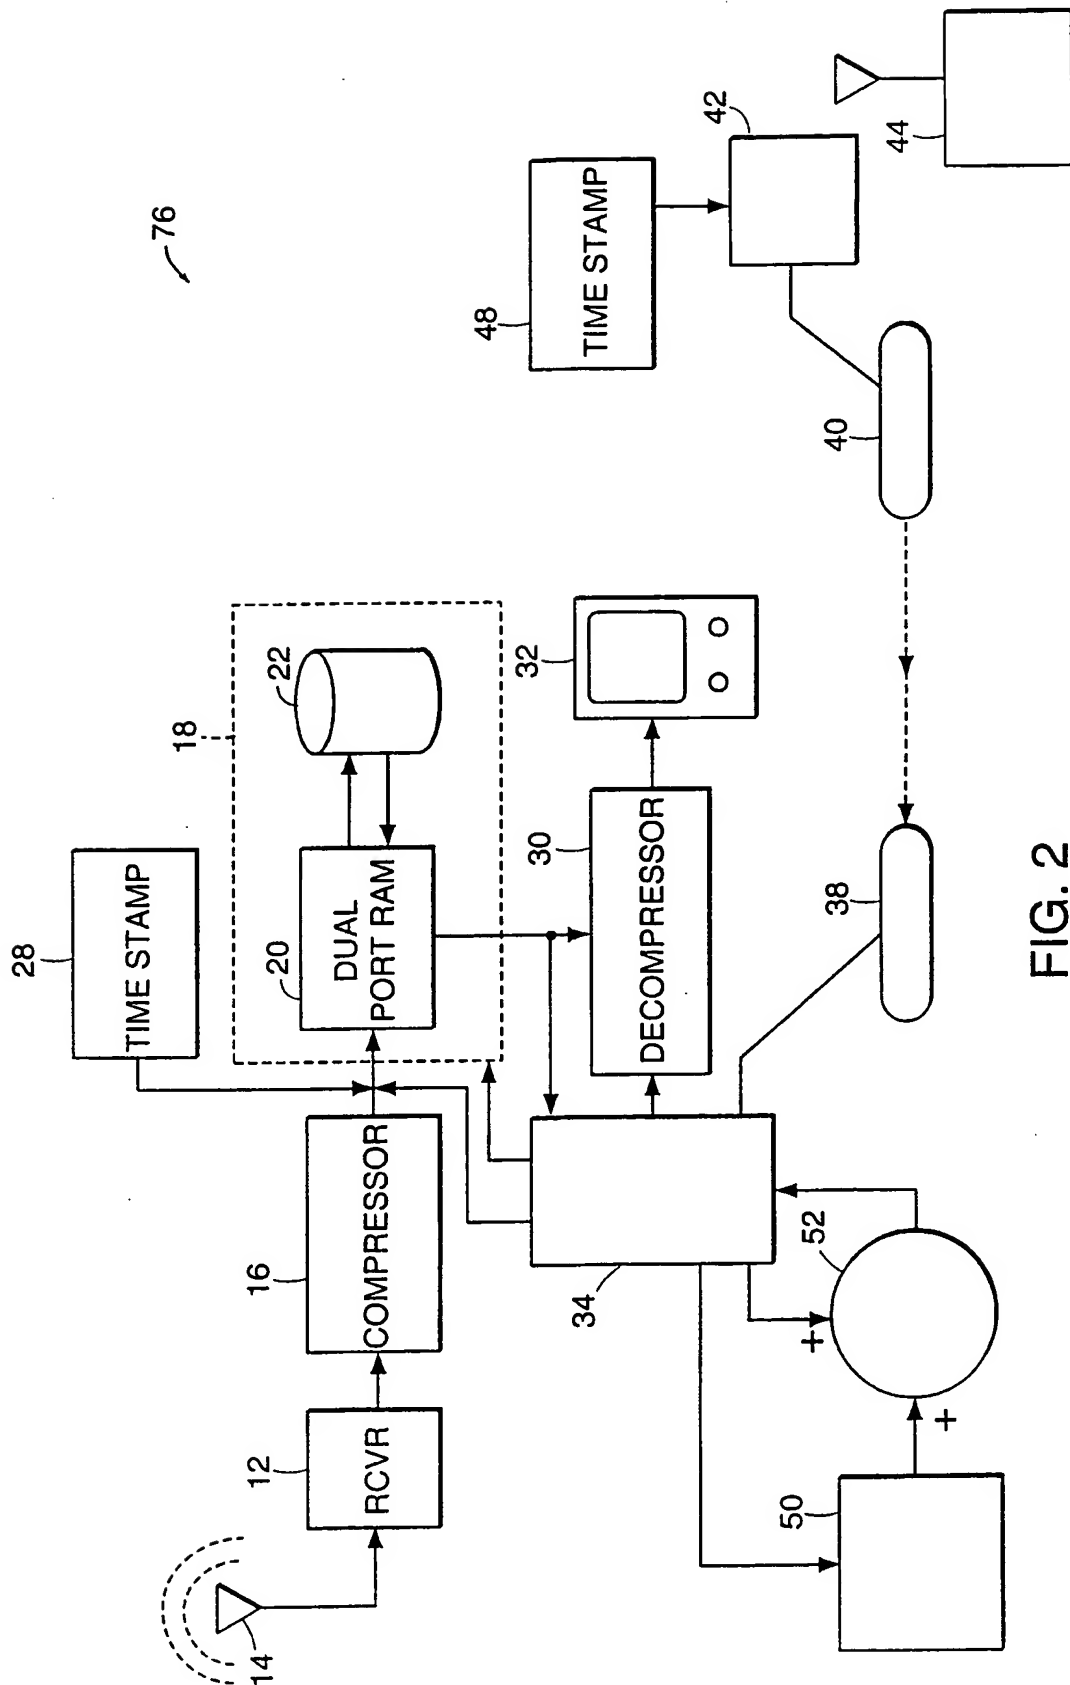 76
28
TIME STAMP
18
14
12
RCVR
16
COMPRESSOR
20
DUAL
PORT RAM
22
48
TIME STAMP
42
44
30
DECOMPRESSOR
32
34
52
+
+
50
38
40
FIG. 2